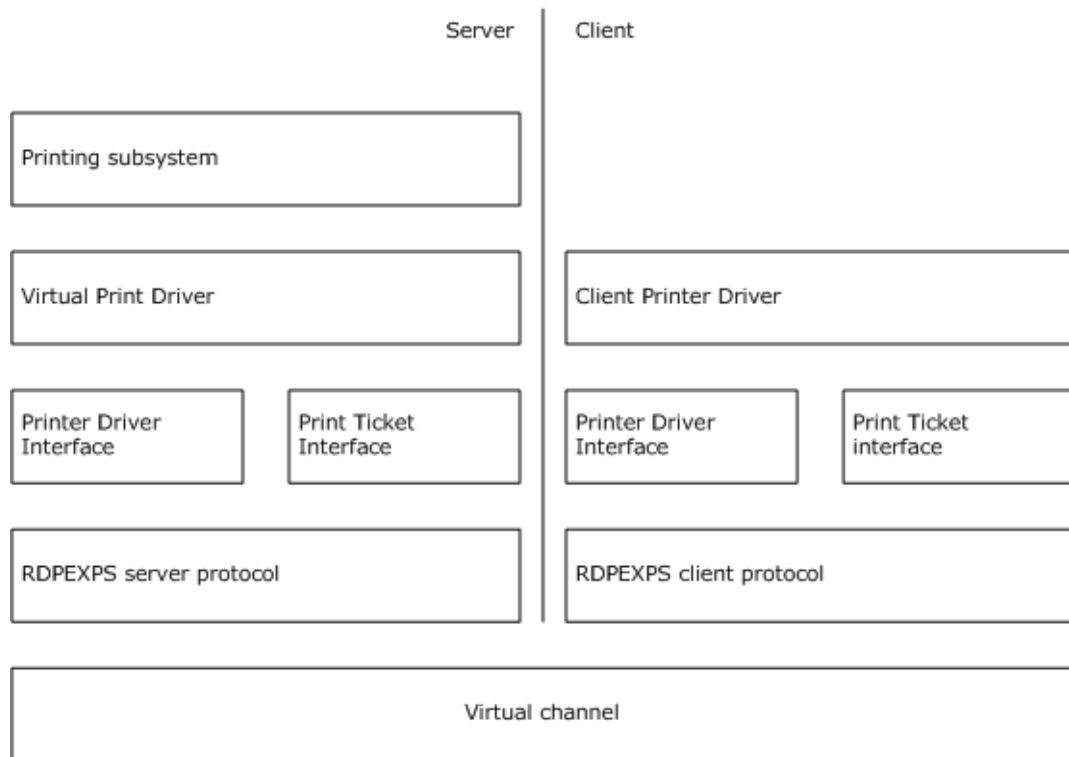 Server
Client
Printing subsystem
Virtual Print Driver
Client Printer Driver
Printer Driver
Interface
Print Ticket
Interface
Printer Driver
Interface
Print Ticket
interface
RDPEXPS server protocol
RDPEXPS client protocol
Virtual channel